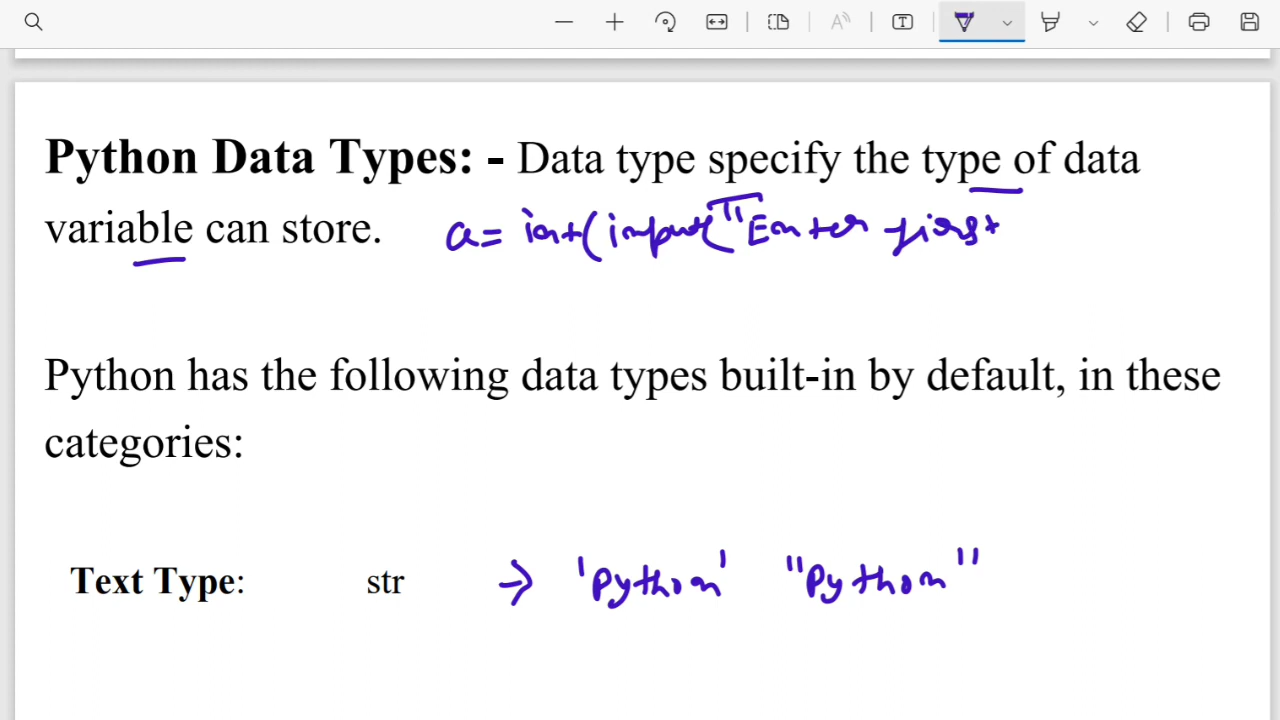 Python Data Types: - Data type specify the type of data
variable can store. a= int(input("Enter first
Python has the following data types built-in by default, in these
categories:
Text Type: str → 'Python' "Python"